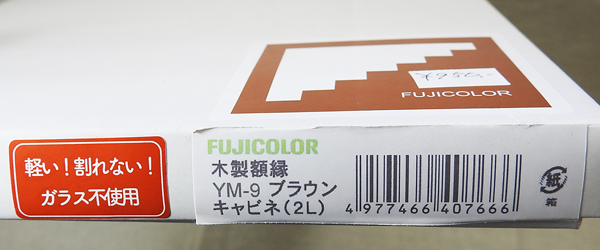 FUJICOLOR
軽い!割れない!
ガラス不使用
FUJICOLOR
木製額縁
YM-9 ブラウン
キャビネ(2L)
4 977466 407666
紙
箱